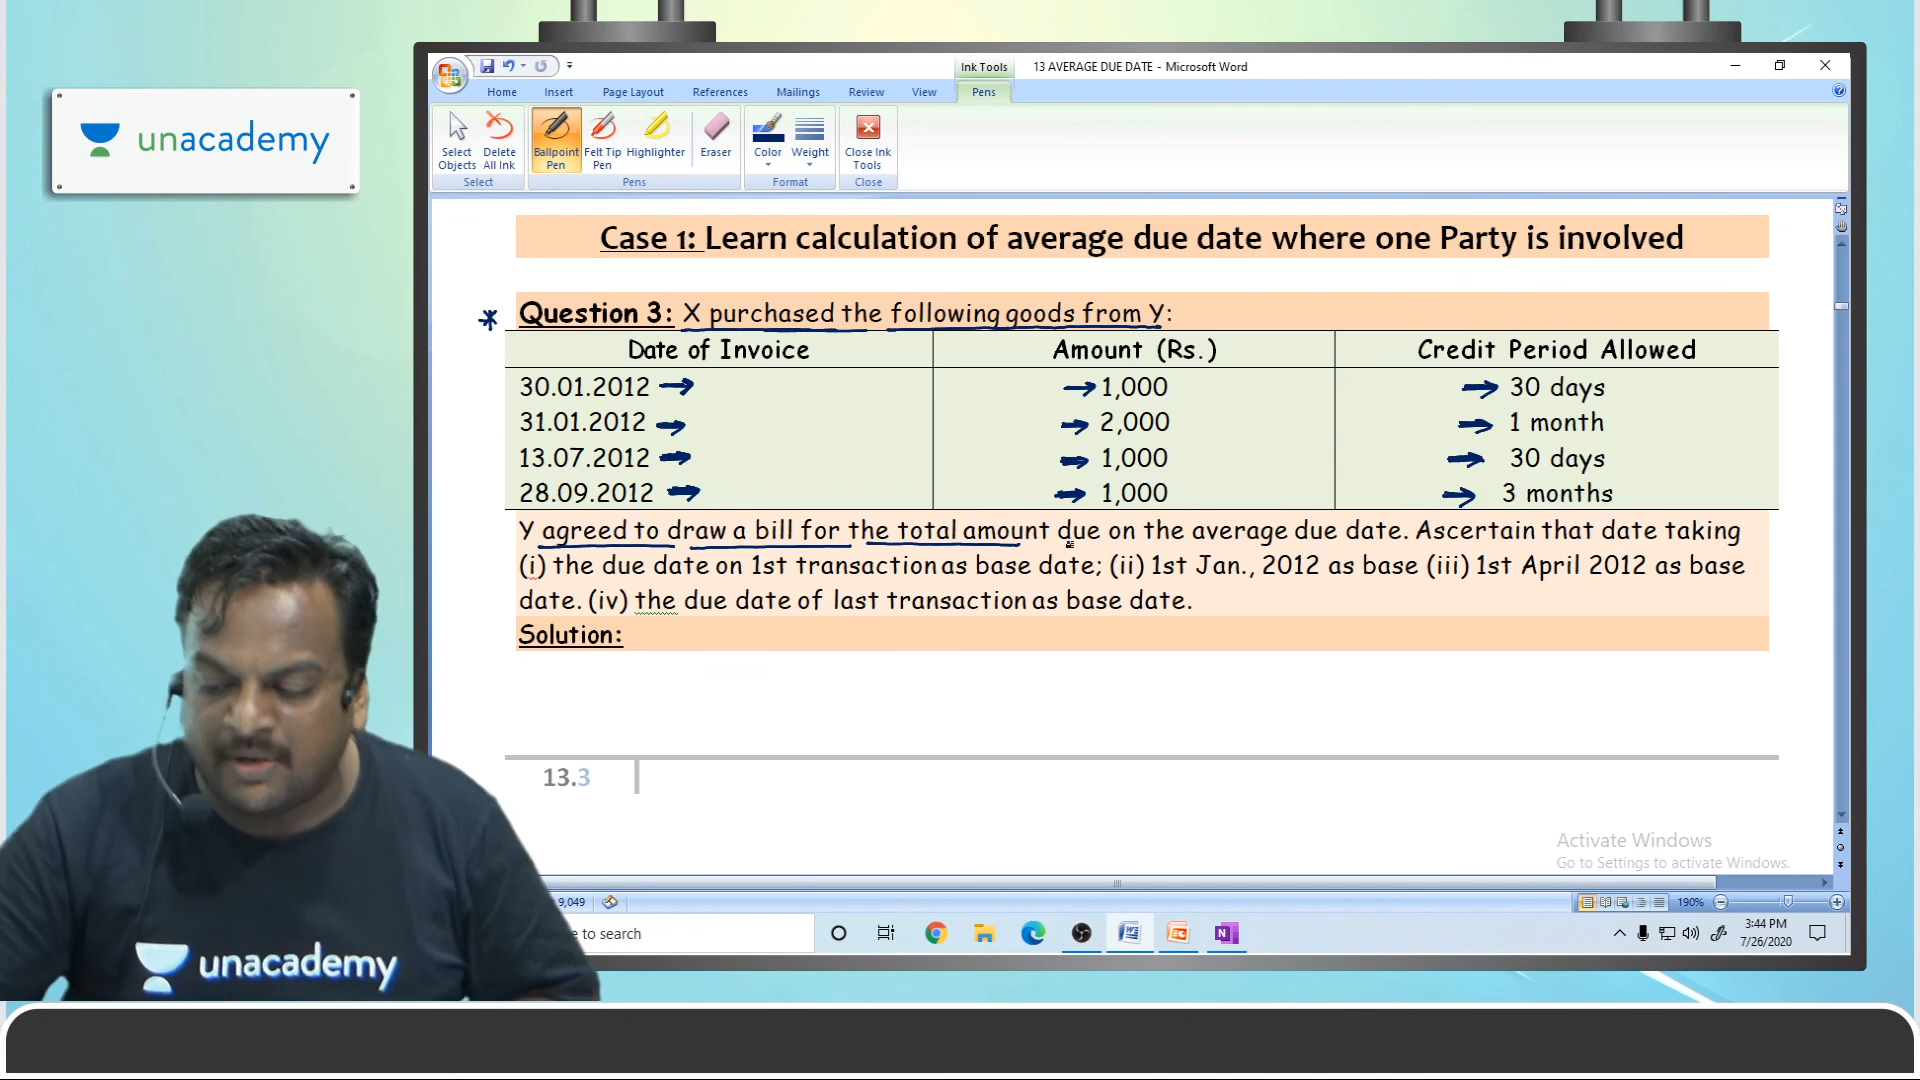 unacademy
Ink Tools
13 AVERAGE DUE DATE - Microsoft Word
Home Insert Page Layout References Mailings Review View Pens
Select Objects
Delete All Ink
Ballpoint Pen
Felt Tip Pen
Highlighter
Eraser
Color
Weight
Close Ink Tools
Select Pens Format Close
Case 1: Learn calculation of average due date where one Party is involved
Question 3: X purchased the following goods from Y:
Date of Invoice Amount (Rs.) Credit Period Allowed
30.01.2012 1,000 30 days
31.01.2012 2,000 1 month
13.07.2012 1,000 30 days
28.09.2012 1,000 3 months
Y agreed to draw a bill for the total amount due on the average due date. Ascertain that date taking
(i) the due date on 1st transaction as base date; (ii) 1st Jan., 2012 as base (iii) 1st April 2012 as base
date. (iv) the due date of last transaction as base date.
Solution:
13.3
Activate Windows
Go to Settings to activate Windows.
9,049
190%
e to search
3:44 PM
7/26/2020
unacademy